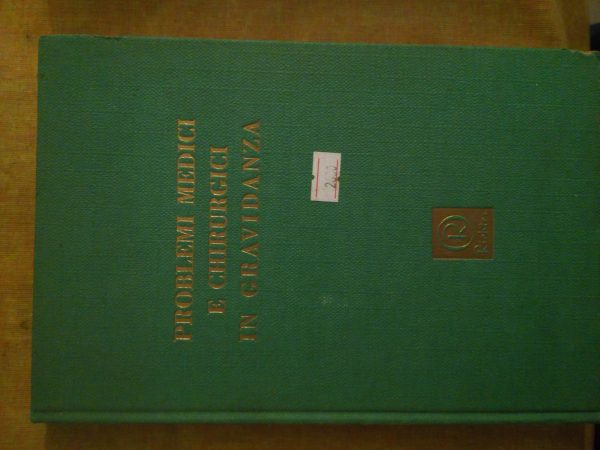 PROBLEMI MEDICI
E CHIRURGICI
IN GRAVIDANZA